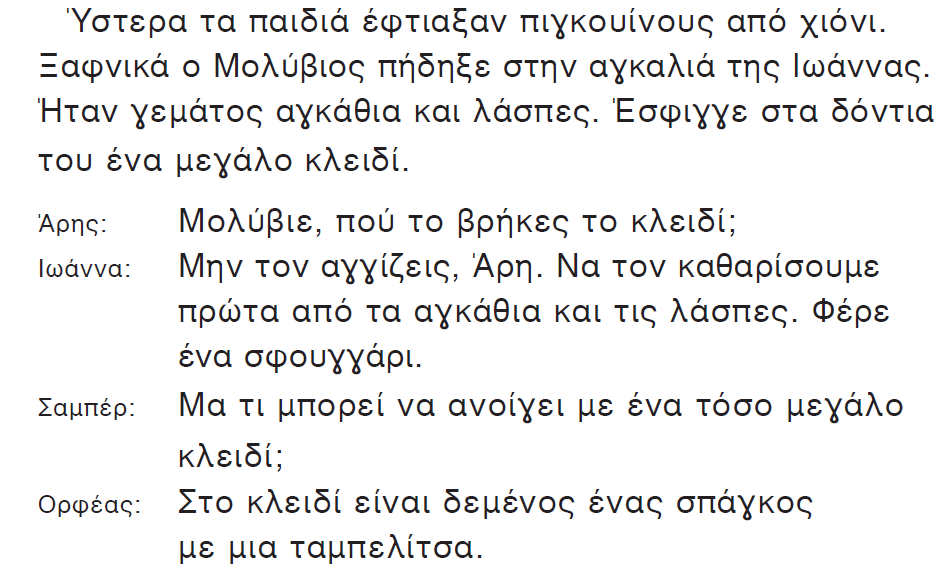 Ύστερα τα παιδιά έφτιαξαν πιγκουίνους από χιόνι.
Ξαφνικά ο Μολύβιος πήδηξε στην αγκαλιά της Ιωάννας.
Ήταν γεμάτος αγκάθια και λάσπες. Έσφιγγε στα δόντια
του ένα μεγάλο κλειδί.
Άρης: Μολύβιε, πού το βρήκες το κλειδί;
Ιωάννα: Μην τον αγγίζεις, Άρη. Να τον καθαρίσουμε
πρώτα από τα αγκάθια και τις λάσπες. Φέρε
ένα σφουγγάρι.
Σαμπέρ: Μα τι μπορεί να ανοίγει με ένα τόσο μεγάλο
κλειδί;
Ορφέας: Στο κλειδί είναι δεμένος ένας σπάγκος
με μια ταμπελίτσα.